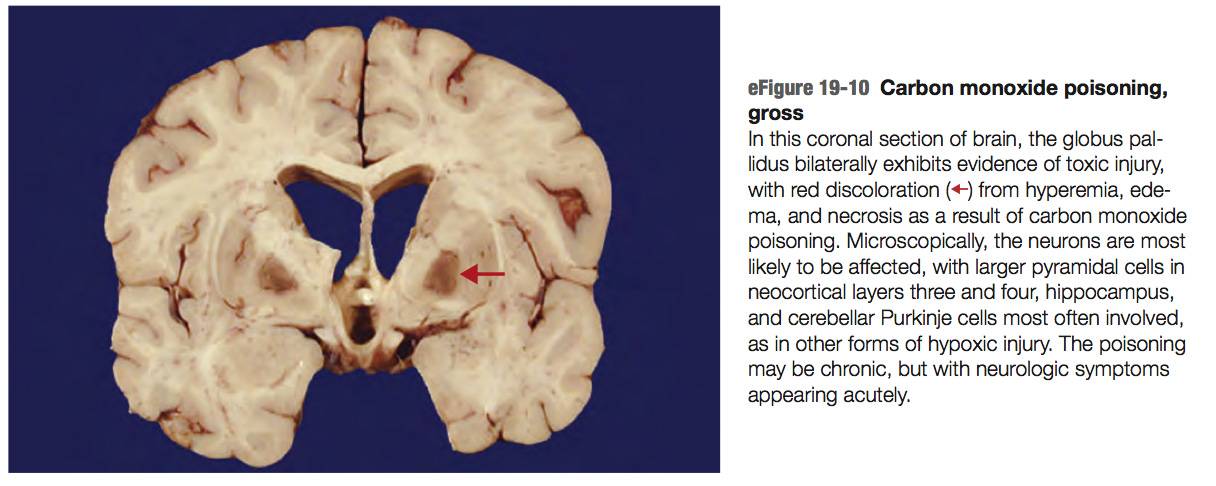 eFigure 19-10 Carbon monoxide poisoning,
gross
In this coronal section of brain, the globus pal-
lidus bilaterally exhibits evidence of toxic injury,
with red discoloration (←) from hyperemia, ede-
ma, and necrosis as a result of carbon monoxide
poisoning. Microscopically, the neurons are most
likely to be affected, with larger pyramidal cells in
neocortical layers three and four, hippocampus,
and cerebellar Purkinje cells most often involved,
as in other forms of hypoxic injury. The poisoning
may be chronic, but with neurologic symptoms
appearing acutely.